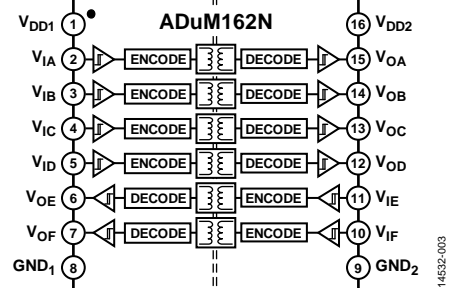 VDD1 1 ADuM162N 16 VDD2
VIA 2 ENCODE DECODE 15 VOA
VIB 3 ENCODE DECODE 14 VOB
VIC 4 ENCODE DECODE 13 VOC
VID 5 ENCODE DECODE 12 VOD
VOE 6 DECODE ENCODE 11 VIE
VOF 7 DECODE ENCODE 10 VIF
GND1 8 9 GND2
14532-003